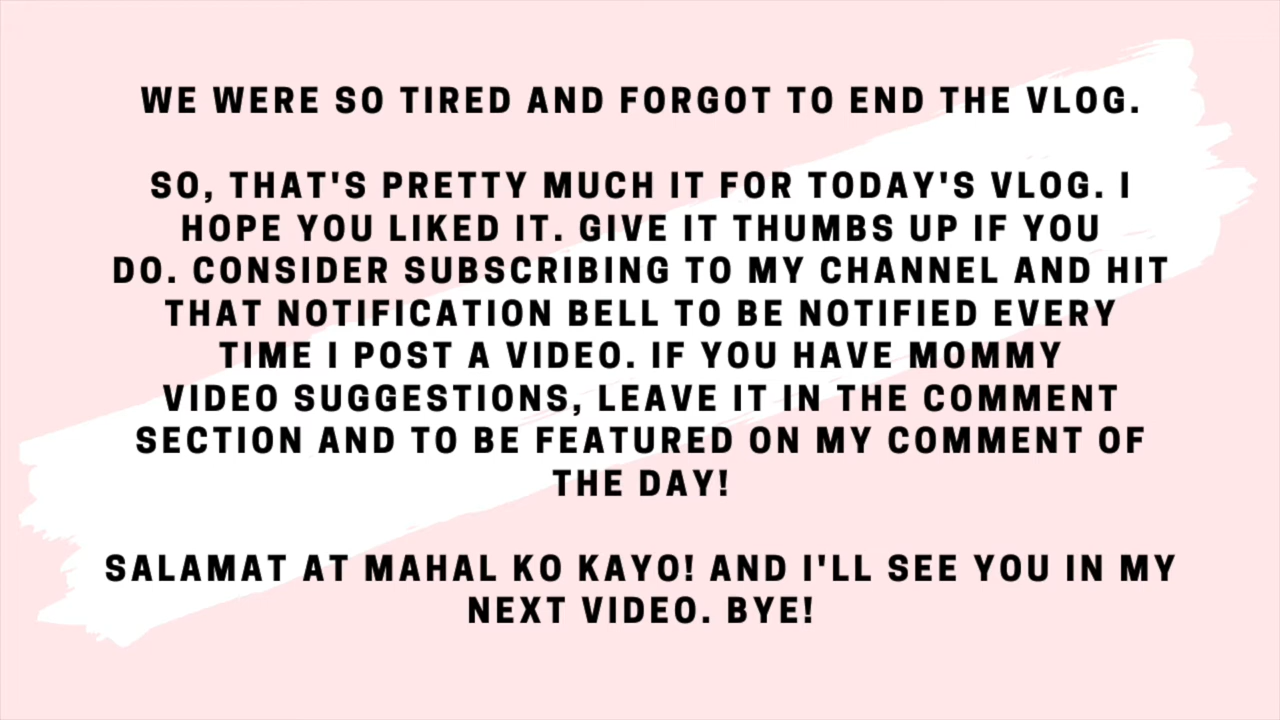 WE WERE SO TIRED AND FORGOT TO END THE VLOG.
SO, THAT'S PRETTY MUCH IT FOR TODAY'S VLOG. I
HOPE YOU LIKED IT. GIVE IT THUMBS UP IF YOU
DO. CONSIDER SUBSCRIBING TO MY CHANNEL AND HIT
THAT NOTIFICATION BELL TO BE NOTIFIED EVERY
TIME I POST A VIDEO. IF YOU HAVE MOMMY
VIDEO SUGGESTIONS, LEAVE IT IN THE COMMENT
SECTION AND TO BE FEATURED ON MY COMMENT OF
THE DAY!
SALAMAT AT MAHAL KO KAYO! AND I'LL SEE YOU IN MY
NEXT VIDEO. BYE!